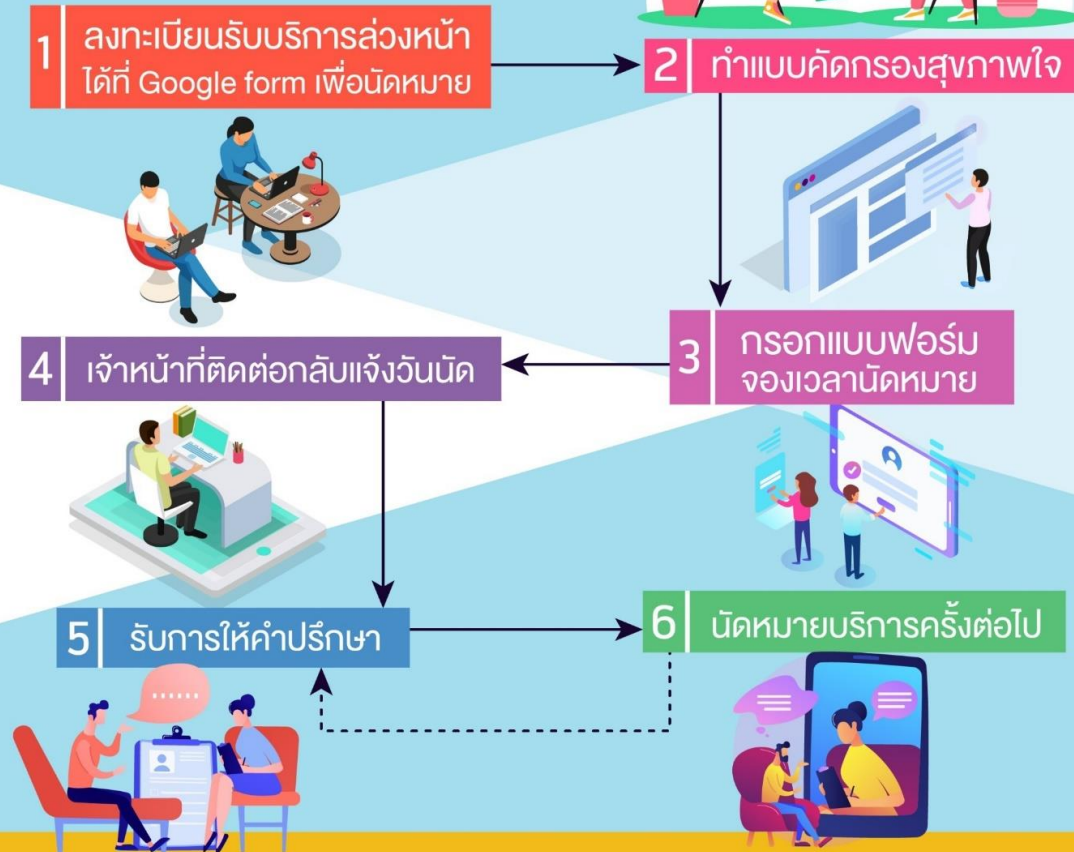 1 ลงทะเบียนรับบริการล่วงหน้า
ได้ที่ Google form เพื่อนัดหมาย
2 ทำแบบคัดกรองสุขภาพใจ
3 กรอกแบบฟอร์ม
จองเวลานัดหมาย
4 เจ้าหน้าที่ติดต่อกลับแจ้งวันนัด
5 รับการให้คำปรึกษา
6 นัดหมายบริการครั้งต่อไป